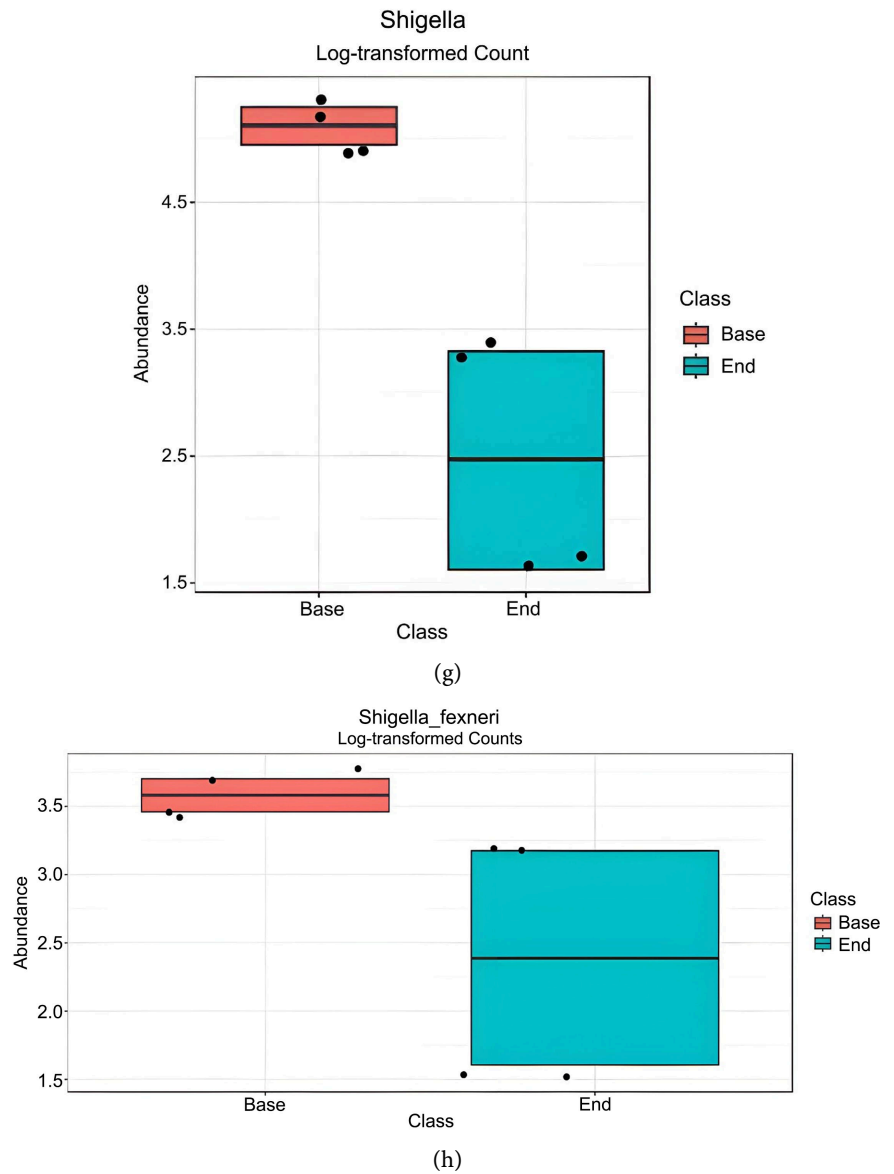 Shigella
Log-transformed Count
Abundance
4.5
3.5
2.5
1.5
Base
End
Class
Class
Base
End
(g)
Shigella_fexneri
Log-transformed Counts
Abundance
3.5
3.0
2.5
2.0
1.5
Base
End
Class
Class
Base
End
(h)